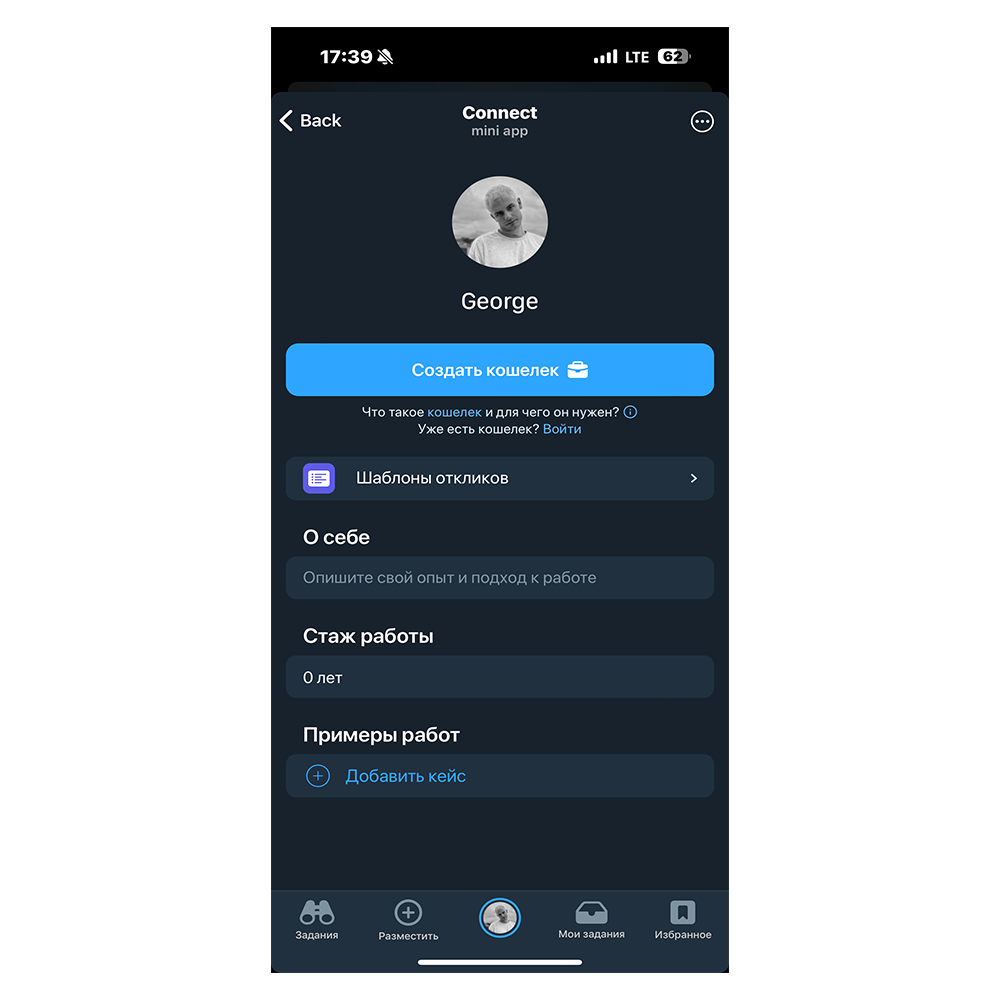 17:39
LTE 62
Back
Connect
mini app
George
Создать кошелек
Что такое кошелек и для чего он нужен?
Уже есть кошелек? Войти
Шаблоны откликов
О себе
Опишите свой опыт и подход к работе
Стаж работы
0 лет
Примеры работ
Добавить кейс
Задания
Разместить
Мои задания
Избранное